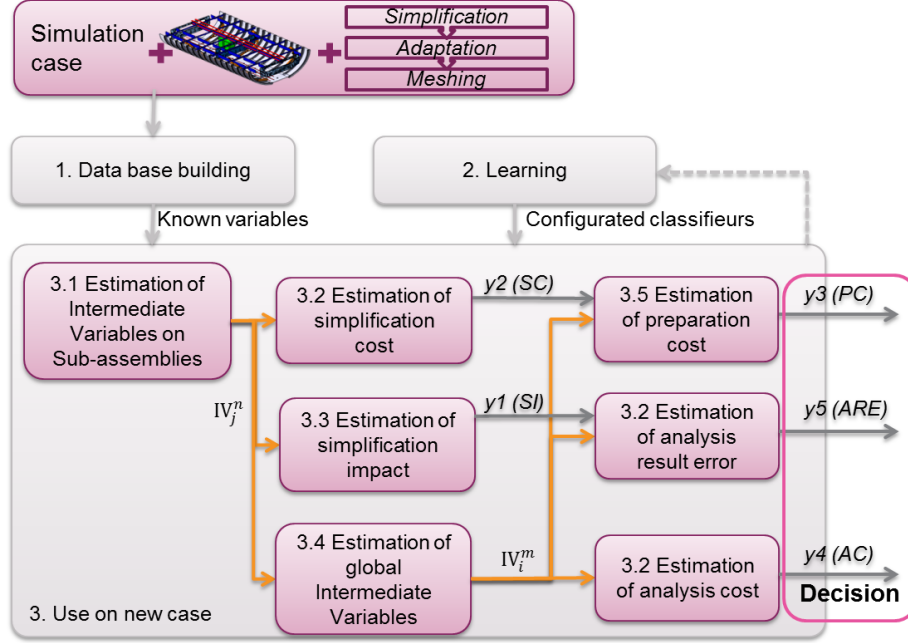 Simulation
case
Simplification
Adaptation
Meshing
1. Data base building
2. Learning
Known variables
Configurated classifieurs
3.1 Estimation of
Intermediate
Variables on
Sub-assemblies
3.2 Estimation of
simplification
cost
y2 (SC)
3.5 Estimation
of preparation
cost
y3 (PC)
IV_j^n
3.3 Estimation of
simplification
impact
y1 (SI)
3.2 Estimation
of analysis
result error
y5 (ARE)
3.4 Estimation of
global
Intermediate
Variables
IV_i^m
3.2 Estimation
of analysis cost
y4 (AC)
Decision
3. Use on new case